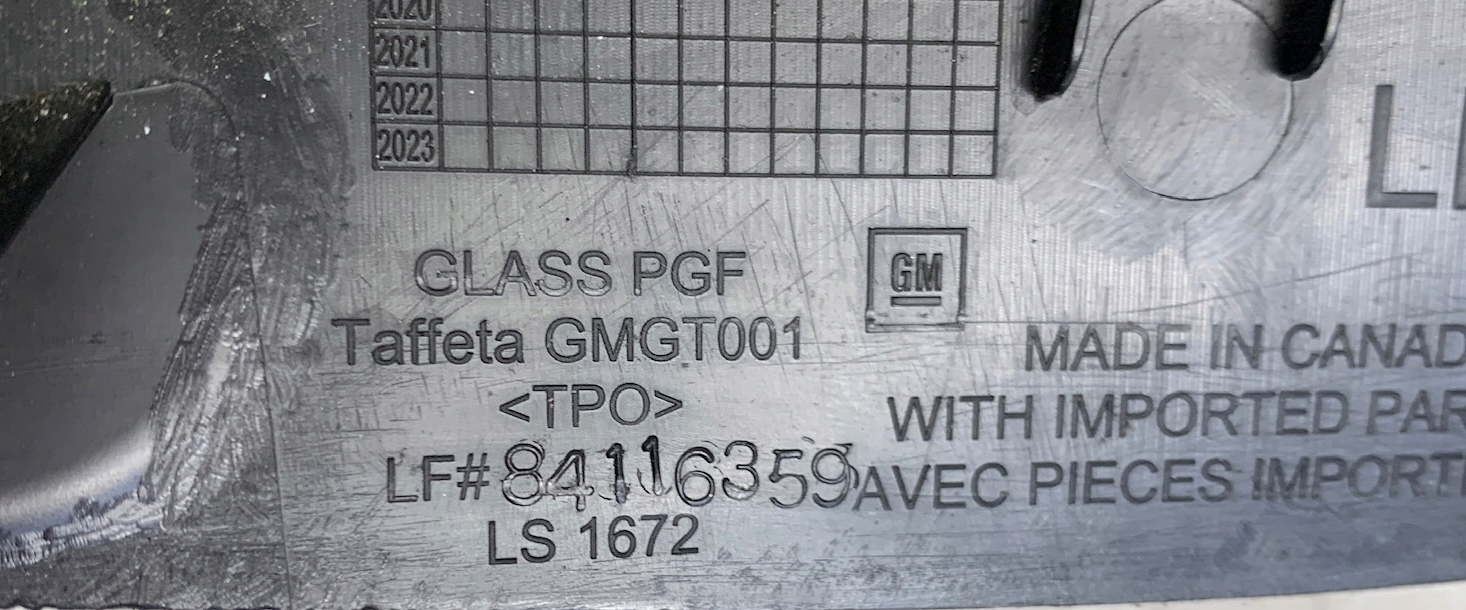 2020
2021
2022
2023
GLASS PGF
GM
Taffeta GMGT001
<TPO>
LF# 84116359
LS 1672
MADE IN CANAD
WITH IMPORTED PAR
AVEC PIECES IMPORT